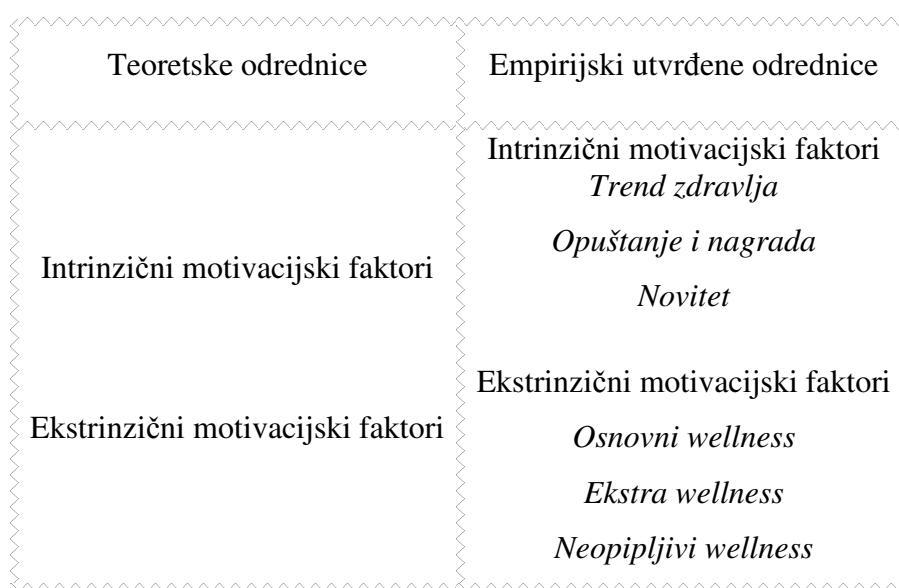 Teoretske odrednice
Empirijski utvrđene odrednice
Intrinzični motivacijski faktori
Intrinzični motivacijski faktori
Trend zdravlja
Opuštanje i nagrada
Novitet
Ekstrinzični motivacijski faktori
Ekstrinzični motivacijski faktori
Osnovni wellness
Ekstra wellness
Neopipljivi wellness